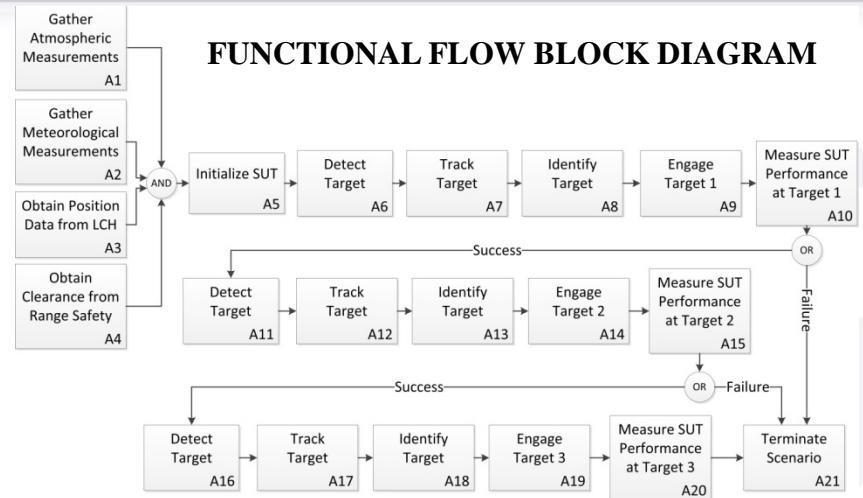 FUNCTIONAL FLOW BLOCK DIAGRAM
Gather
Atmospheric
Measurements
A1
Gather
Meteorological
Measurements
A2
Obtain Position
Data from LCH
A3
Obtain
Clearance from
Range Safety
A4
AND
Initialize SUT
A5
Detect
Target
A6
Track
Target
A7
Identify
Target
A8
Engage
Target 1
A9
Measure SUT
Performance
at Target 1
A10
OR
Success
Failure
Detect
Target
A11
Track
Target
A12
Identify
Target
A13
Engage
Target 2
A14
Measure SUT
Performance
at Target 2
A15
OR
Success
Failure
Detect
Target
A16
Track
Target
A17
Identify
Target
A18
Engage
Target 3
A19
Measure SUT
Performance
at Target 3
A20
Terminate
Scenario
A21